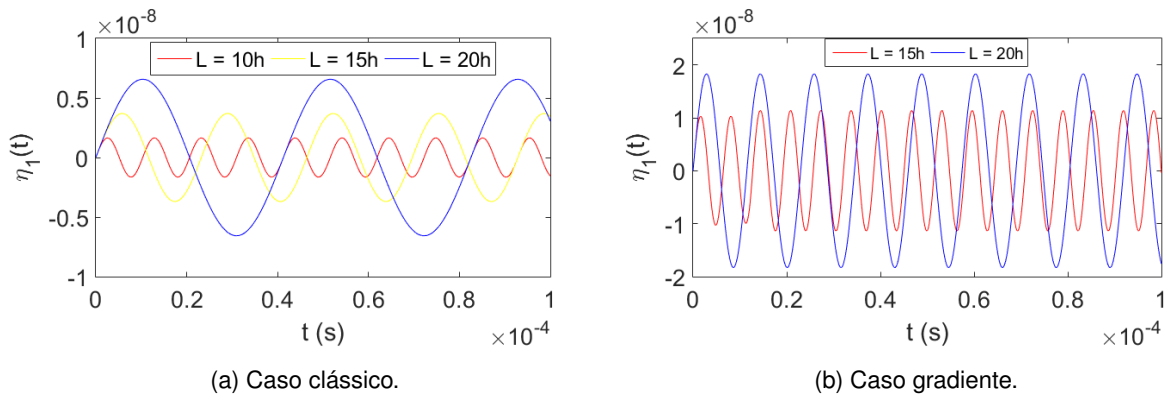 ×10⁻⁸
1
0.5
0
-0.5
-1
η₁(t)
L = 10h L = 15h L = 20h
0 0.2 0.4 0.6 0.8 1
t (s)
×10⁻⁴
(a) Caso clássico.
×10⁻⁸
2
1
0
-1
-2
η₁(t)
L = 15h L = 20h
0 0.2 0.4 0.6 0.8 1
t (s)
×10⁻⁴
(b) Caso gradiente.